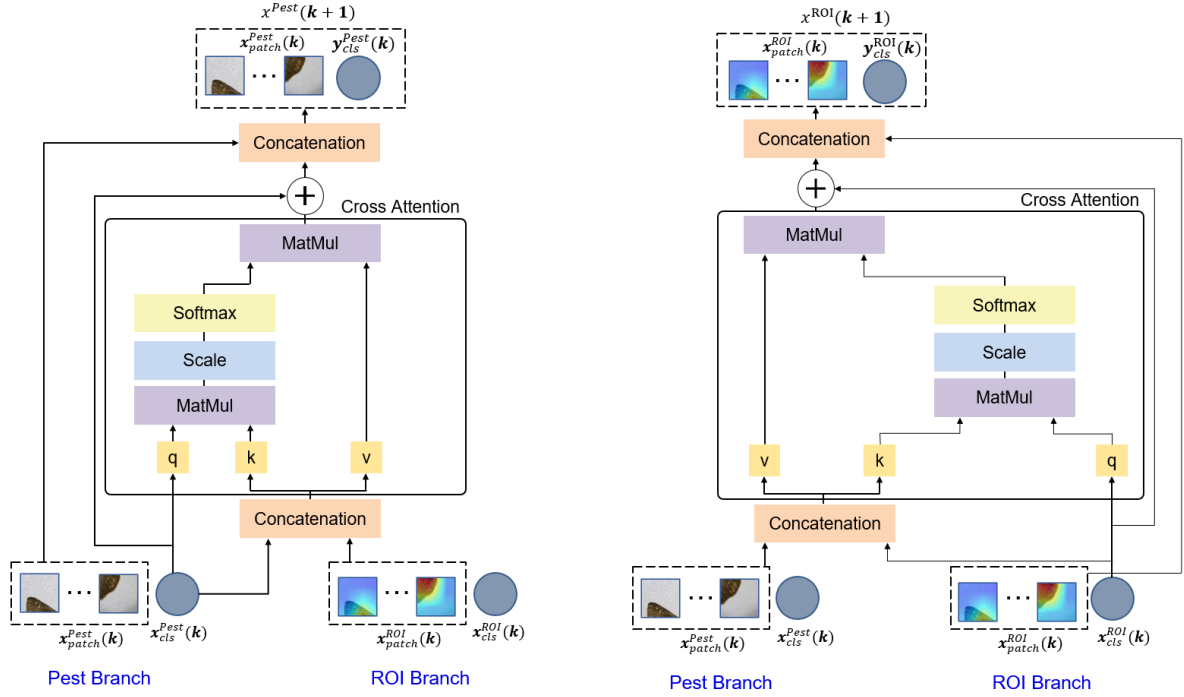 x^{Pest}(k + 1)
x^{Pest}_{patch}(k) y^{Pest}_{cls}(k)
...
Concatenation
+
Cross Attention
MatMul
Softmax
Scale
MatMul
q k v
Concatenation
... ...
x^{Pest}_{patch}(k) x^{Pest}_{cls}(k) x^{ROI}_{patch}(k) x^{ROI}_{cls}(k)
Pest Branch ROI Branch
x^{ROI}(k + 1)
x^{ROI}_{patch}(k) y^{ROI}_{cls}(k)
...
Concatenation
+
Cross Attention
MatMul
Softmax
Scale
MatMul
v k q
Concatenation
... ...
x^{Pest}_{patch}(k) x^{Pest}_{cls}(k) x^{ROI}_{patch}(k) x^{ROI}_{cls}(k)
Pest Branch ROI Branch